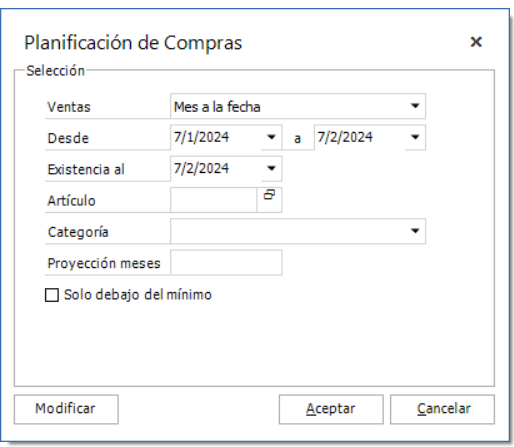 Planificación de Compras
Selección
Ventas Mes a la fecha
Desde 7/1/2024 a 7/2/2024
Existencia al 7/2/2024
Artículo
Categoría
Proyección meses
Solo debajo del mínimo
Modificar Aceptar Cancelar